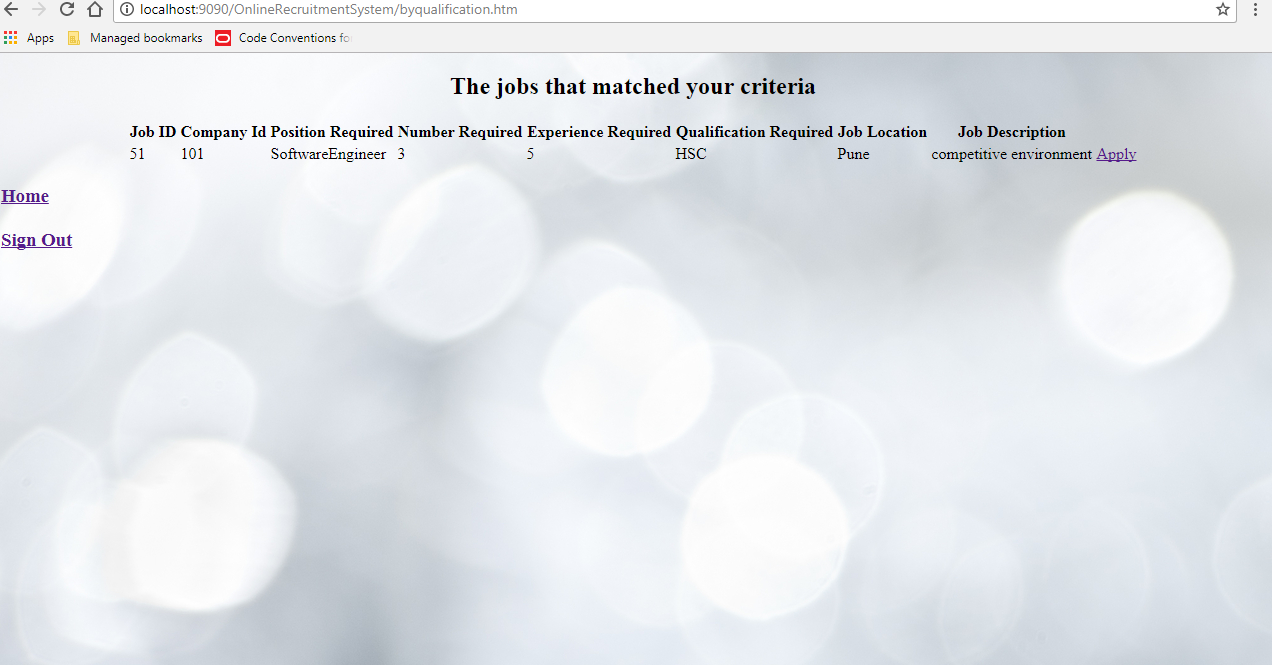 localhost:9090/OnlineRecruitmentSystem/byqualification.htm
Apps Managed bookmarks Code Conventions fo
The jobs that matched your criteria
Job ID Company Id Position Required Number Required Experience Required Qualification Required Job Location Job Description
51 101 SoftwareEngineer 3 5 HSC Pune competitive environment Apply
Home
Sign Out